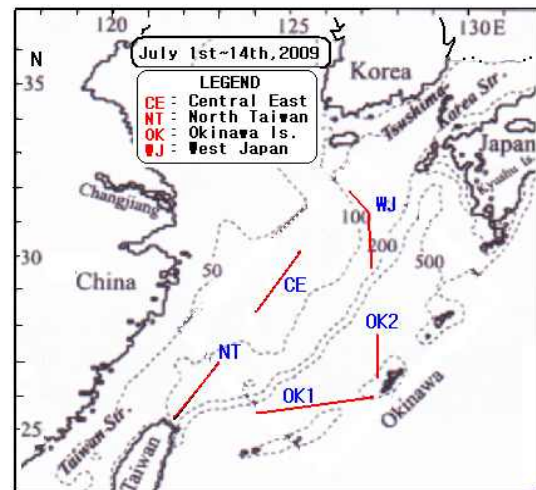 120 125 130E
N
July 1st~14th,2009
LEGEND
CE : Central East
NT : North Taiwan
OK : Okinawa Is.
WJ : West Japan
Korea
Tsushima-
Korea Str.
Japan
Kyushu Is.
35
Changjiang
WJ
100
200
30
50
500
China
CE
OK2
NT
OK1
Okinawa
Taiwan Str.
25
Taiwan